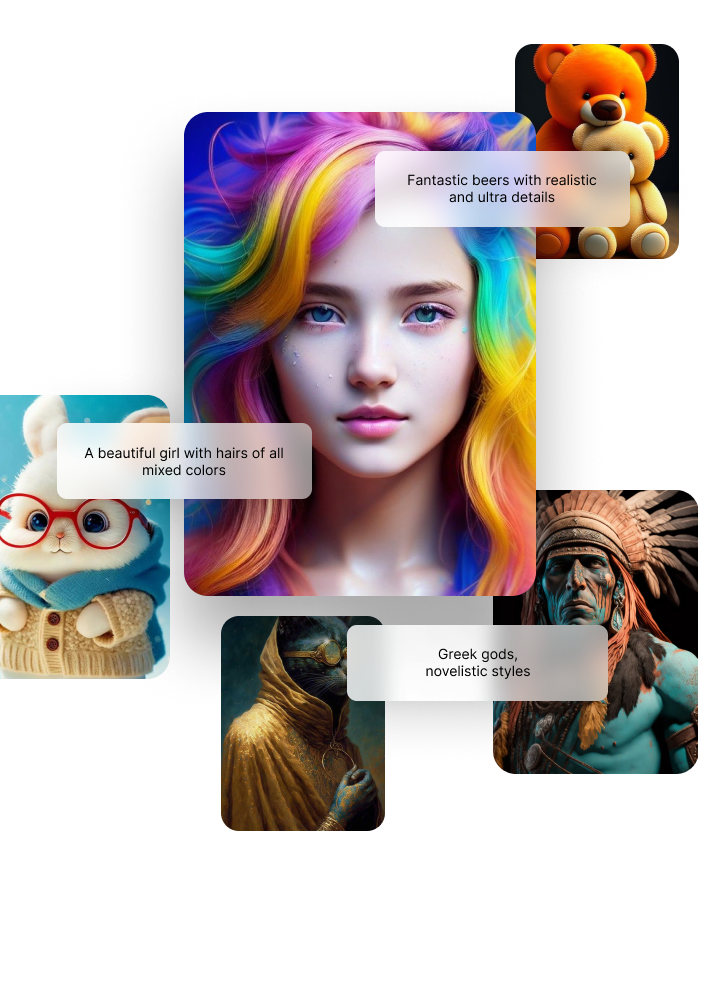 Fantastic beers with realistic
and ultra details
A beautiful girl with hairs of all
mixed colors
Greek gods,
novelistic styles